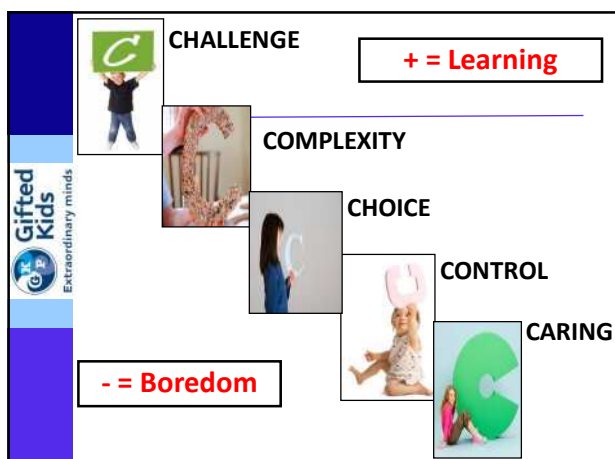 C
CHALLENGE
+ = Learning
C
COMPLEXITY
C
CHOICE
C
CONTROL
C
CARING
Gifted
Kids
Extraordinary minds
K
G
P
- = Boredom